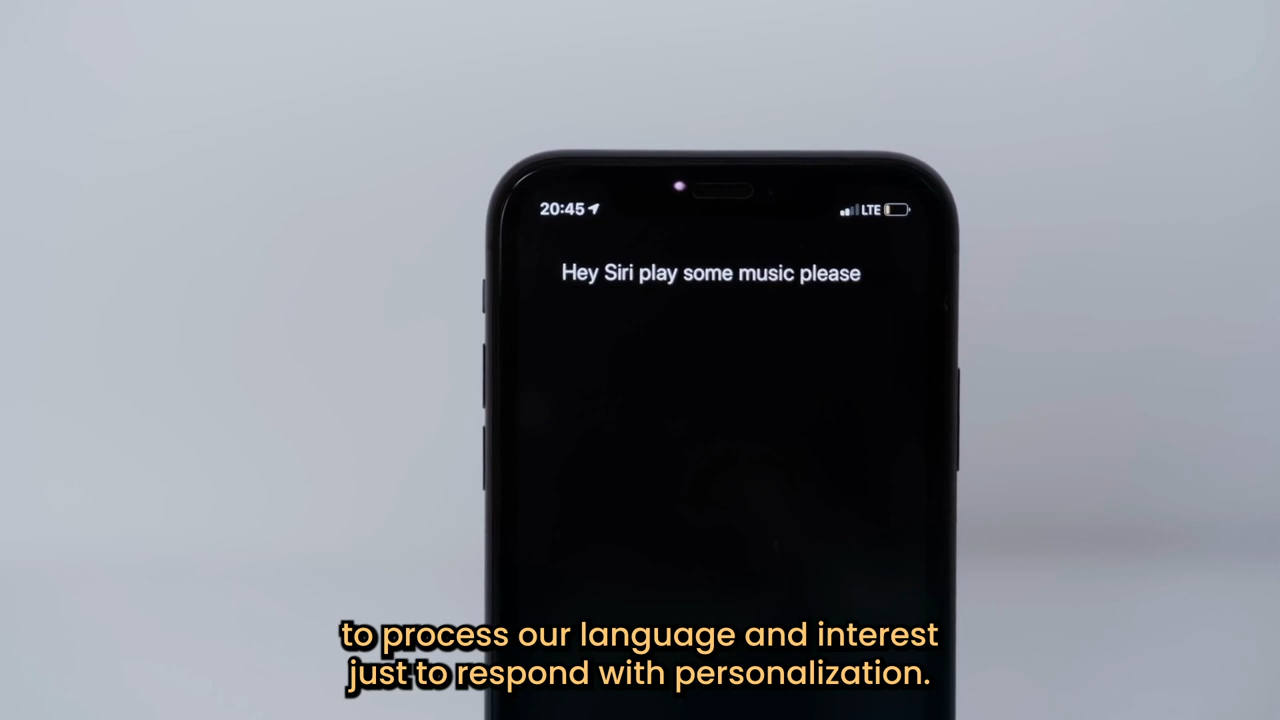 20:45 LTE
Hey Siri play some music please
to process our language and interest
just to respond with personalization.